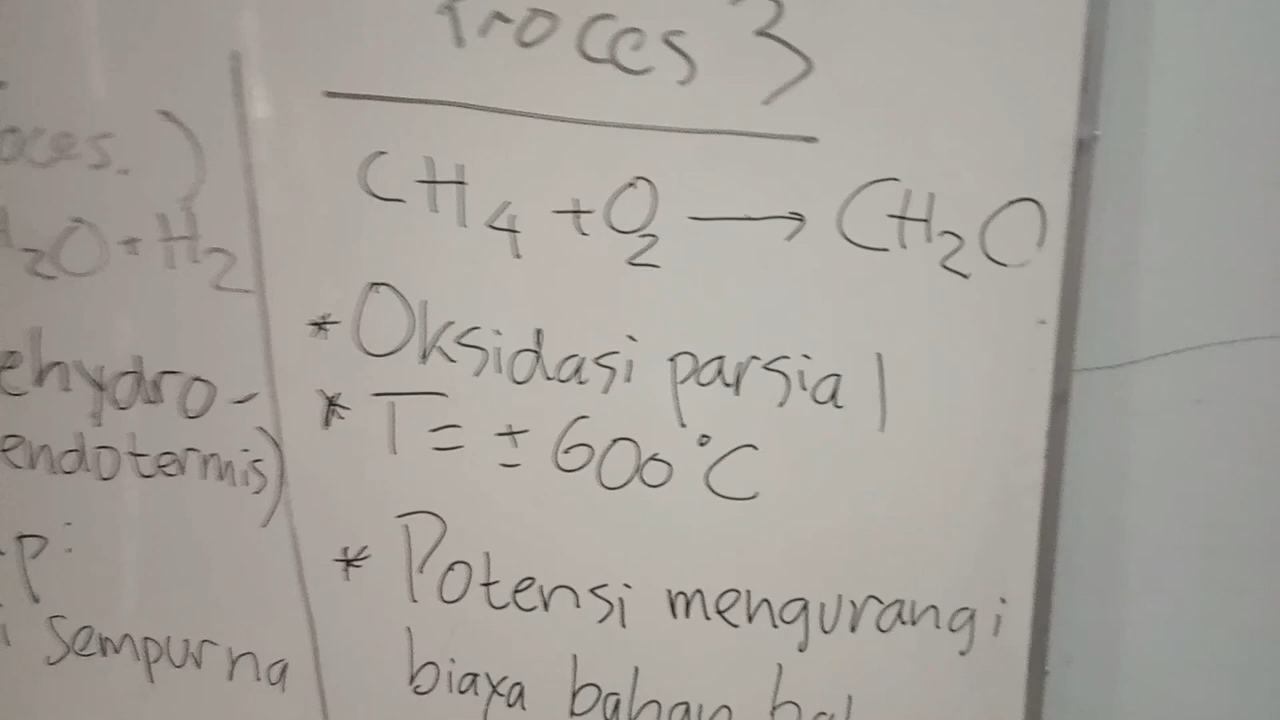 Proces 3
CH4 + O2 → CH2O
* Oksidasi parsial
* T = ± 600°C
* Potensi mengurangi
biaya bahan
oces.)
H2O + H2
ehydro-
endotermis)
p:
i sempurna